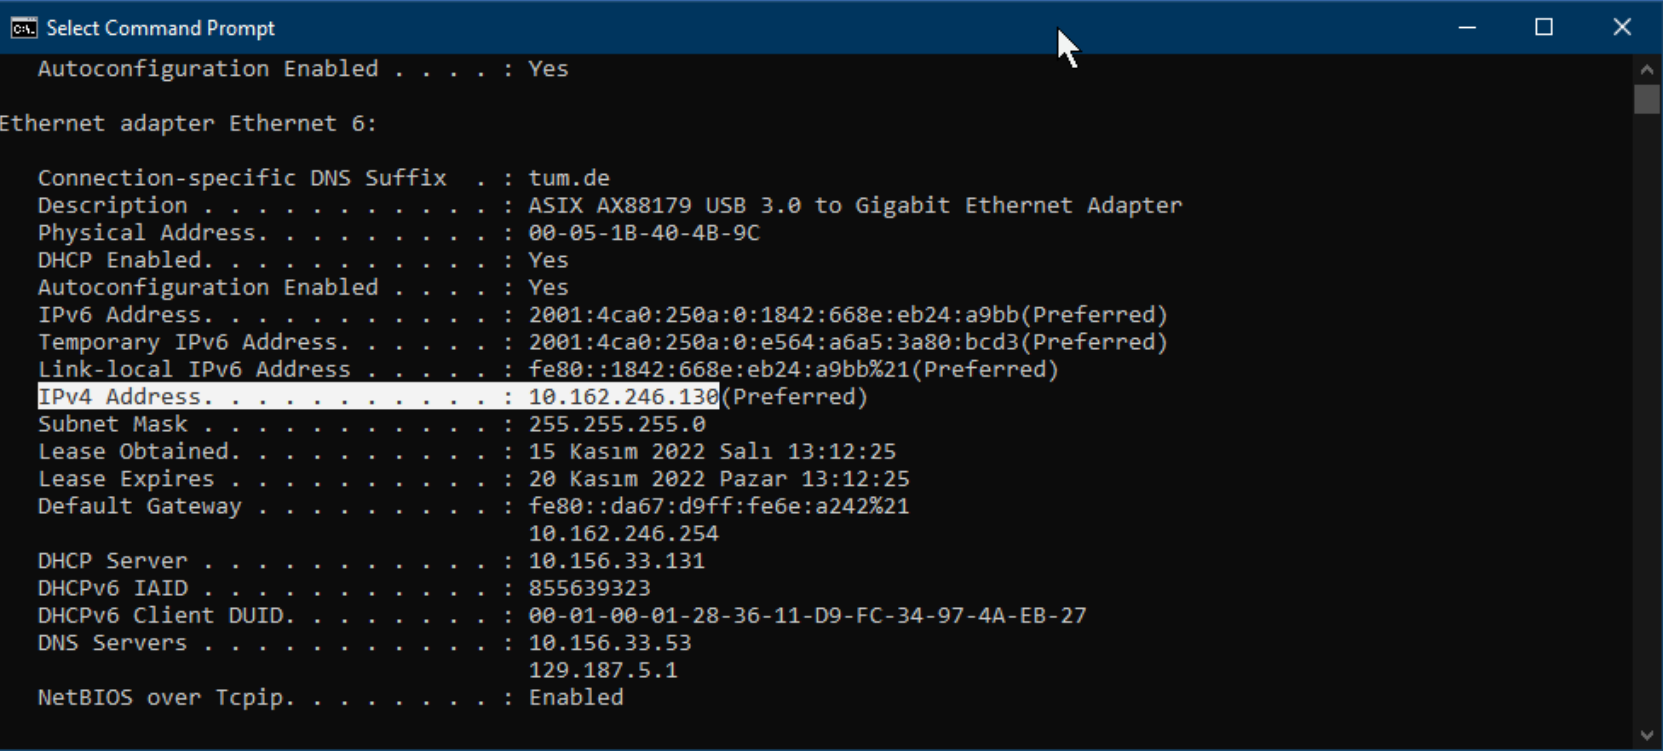 Select Command Prompt
Autoconfiguration Enabled . . . . : Yes
Ethernet adapter Ethernet 6:
Connection-specific DNS Suffix  . : tum.de
Description . . . . . . . . . . . : ASIX AX88179 USB 3.0 to Gigabit Ethernet Adapter
Physical Address. . . . . . . . . : 00-05-1B-40-4B-9C
DHCP Enabled. . . . . . . . . . . : Yes
Autoconfiguration Enabled . . . . : Yes
IPv6 Address. . . . . . . . . . . : 2001:4ca0:250a:0:1842:668e:eb24:a9bb(Preferred)
Temporary IPv6 Address. . . . . . : 2001:4ca0:250a:0:e564:a6a5:3a80:bcd3(Preferred)
Link-local IPv6 Address . . . . . : fe80::1842:668e:eb24:a9bb%21(Preferred)
IPv4 Address. . . . . . . . . . . : 10.162.246.130(Preferred)
Subnet Mask . . . . . . . . . . . : 255.255.255.0
Lease Obtained. . . . . . . . . . : 15 Kasım 2022 Salı 13:12:25
Lease Expires . . . . . . . . . . : 20 Kasım 2022 Pazar 13:12:25
Default Gateway . . . . . . . . . : fe80::da67:d9ff:fe6e:a242%21
10.162.246.254
DHCP Server . . . . . . . . . . . : 10.156.33.131
DHCPv6 IAID . . . . . . . . . . . : 855639323
DHCPv6 Client DUID. . . . . . . . : 00-01-00-01-28-36-11-D9-FC-34-97-4A-EB-27
DNS Servers . . . . . . . . . . . : 10.156.33.53
129.187.5.1
NetBIOS over Tcpip. . . . . . . . : Enabled